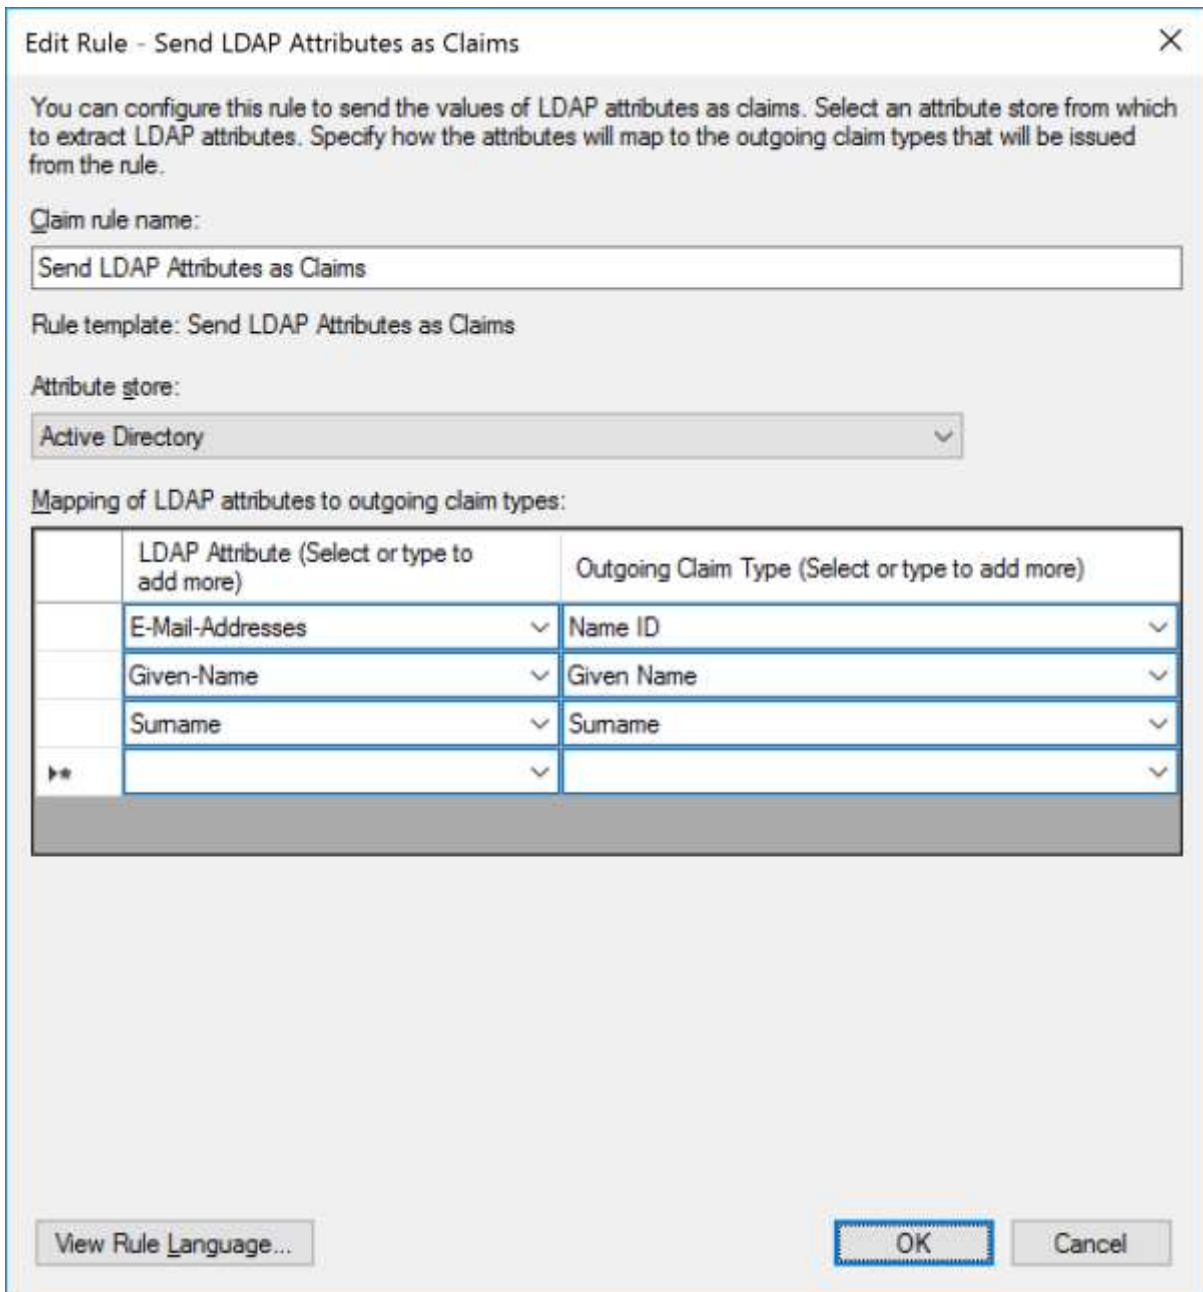 Edit Rule - Send LDAP Attributes as Claims
You can configure this rule to send the values of LDAP attributes as claims. Select an attribute store from which
to extract LDAP attributes. Specify how the attributes will map to the outgoing claim types that will be issued
from the rule.
Claim rule name:
Send LDAP Attributes as Claims
Rule template: Send LDAP Attributes as Claims
Attribute store:
Active Directory
Mapping of LDAP attributes to outgoing claim types:
LDAP Attribute (Select or type to
add more)
Outgoing Claim Type (Select or type to add more)
E-Mail-Addresses
Name ID
Given-Name
Given Name
Surname
Surname
View Rule Language...
OK
Cancel